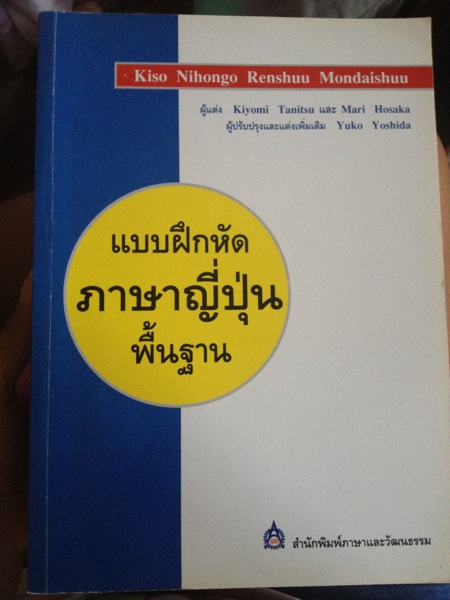 Kiso Nihongo Renshuu Mondaishuu
ผู้แต่ง Kiyomi Tanitsu และ Mari Hosaka
ผู้ปรับปรุงและแต่งเพิ่มเติม Yuko Yoshida
แบบฝึกหัด
ภาษาญี่ปุ่น
พื้นฐาน
สำนักพิมพ์ภาษาและวัฒนธรรม